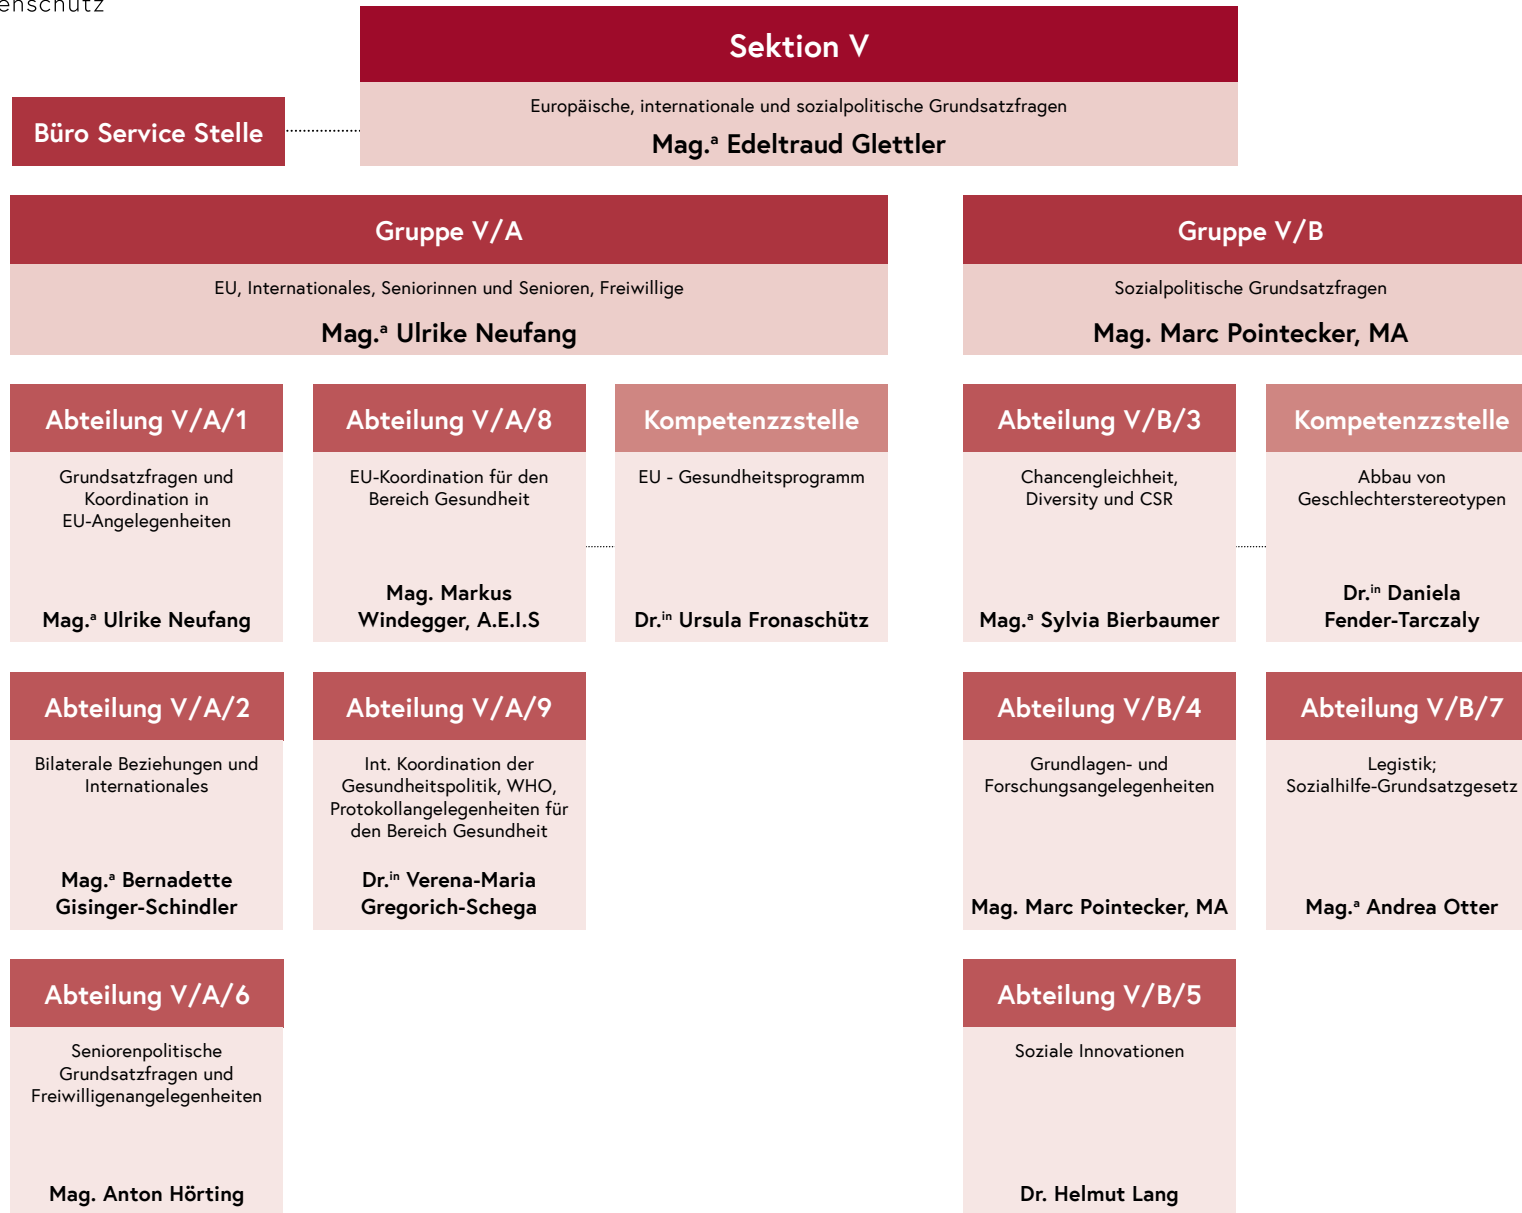 enschutz
Sektion V
Europäische, internationale und sozialpolitische Grundsatzfragen
Mag.ª Edeltraud Glettler
Büro Service Stelle
Gruppe V/A
EU, Internationales, Seniorinnen und Senioren, Freiwillige
Mag.ª Ulrike Neufang
Gruppe V/B
Sozialpolitische Grundsatzfragen
Mag. Marc Pointecker, MA
Abteilung V/A/1
Grundsatzfragen und
Koordination in
EU-Angelegenheiten
Mag.ª Ulrike Neufang
Abteilung V/A/8
EU-Koordination für den
Bereich Gesundheit
Mag. Markus
Windegger, A.E.I.S
Kompetenzzstelle
EU - Gesundheitsprogramm
Dr.ⁱⁿ Ursula Fronaschütz
Abteilung V/B/3
Chancengleichheit,
Diversity und CSR
Mag.ª Sylvia Bierbaumer
Kompetenzzstelle
Abbau von
Geschlechterstereotypen
Dr.ⁱⁿ Daniela
Fender-Tarczaly
Abteilung V/A/2
Bilaterale Beziehungen und
Internationales
Mag.ª Bernadette
Gisinger-Schindler
Abteilung V/A/9
Int. Koordination der
Gesundheitspolitik, WHO,
Protokollangelegenheiten für
den Bereich Gesundheit
Dr.ⁱⁿ Verena-Maria
Gregorich-Schega
Abteilung V/B/4
Grundlagen- und
Forschungsangelegenheiten
Mag. Marc Pointecker, MA
Abteilung V/B/7
Legistik;
Sozialhilfe-Grundsatzgesetz
Mag.ª Andrea Otter
Abteilung V/A/6
Seniorenpolitische
Grundsatzfragen und
Freiwilligenangelegenheiten
Mag. Anton Hörting
Abteilung V/B/5
Soziale Innovationen
Dr. Helmut Lang